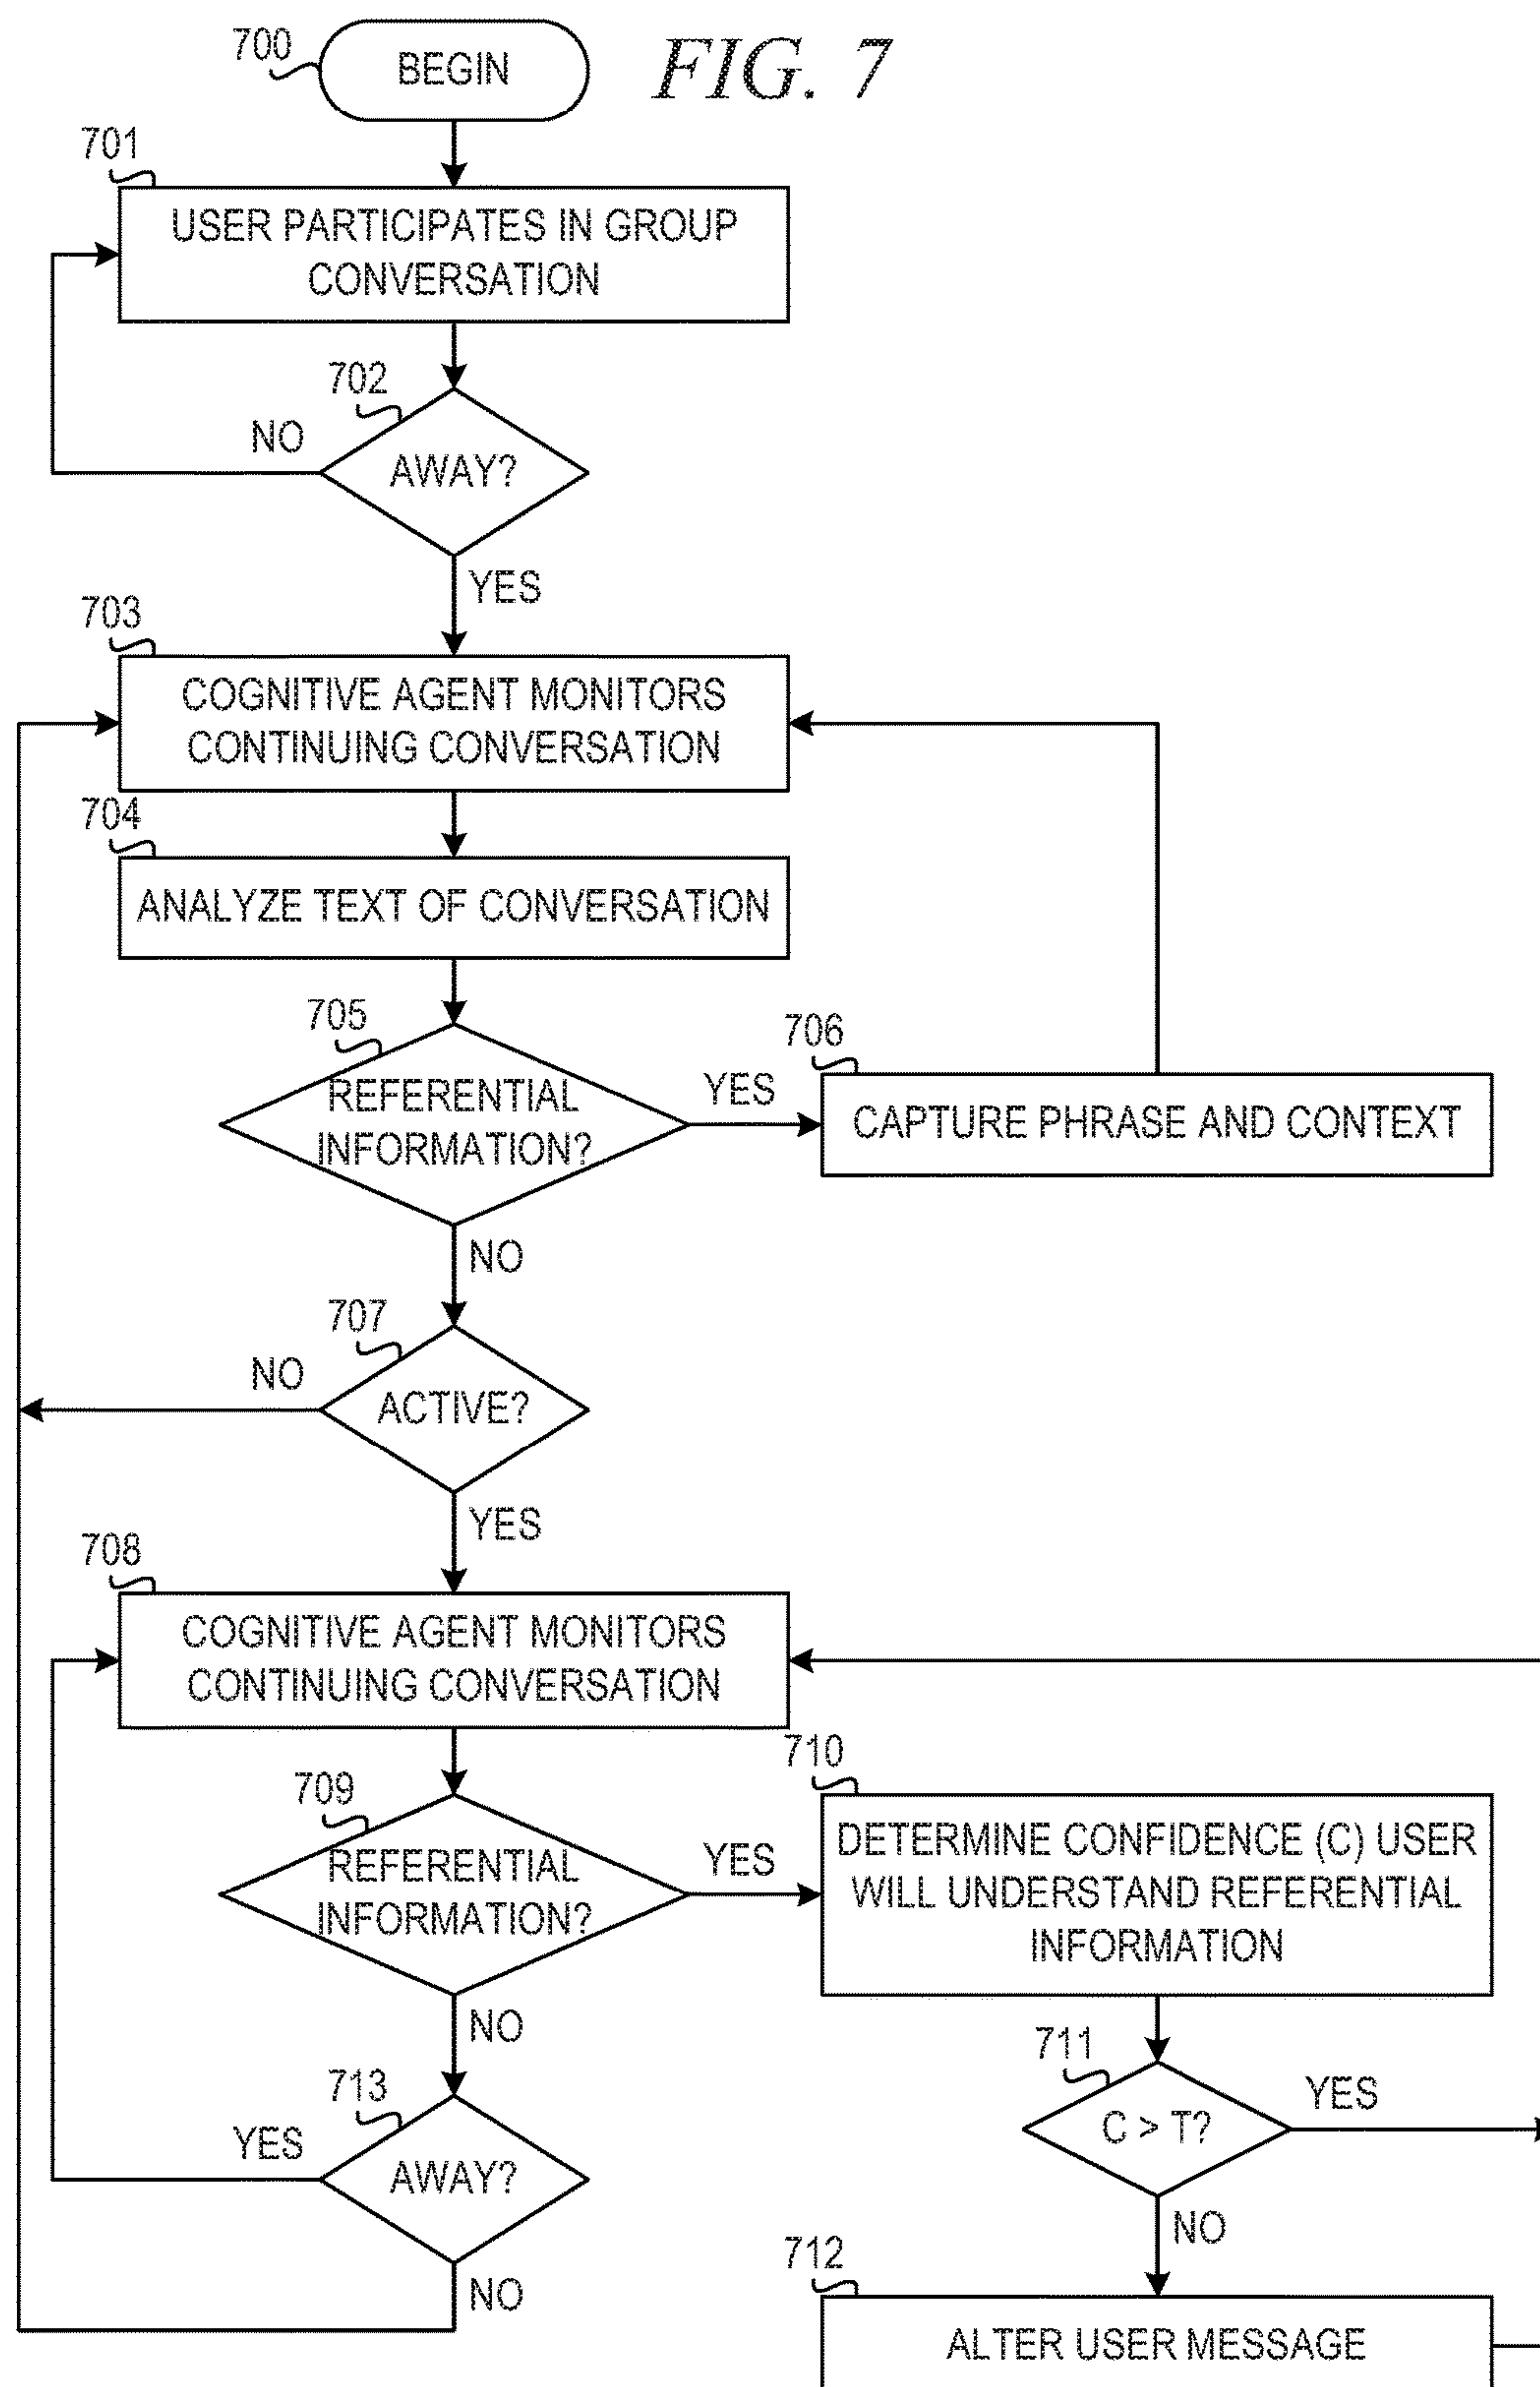 700
BEGIN
FIG. 7
701
USER PARTICIPATES IN GROUP
CONVERSATION
702
NO
AWAY?
YES
703
COGNITIVE AGENT MONITORS
CONTINUING CONVERSATION
704
ANALYZE TEXT OF CONVERSATION
705
REFERENTIAL
INFORMATION?
YES
706
CAPTURE PHRASE AND CONTEXT
NO
707
NO
ACTIVE?
YES
708
COGNITIVE AGENT MONITORS
CONTINUING CONVERSATION
709
REFERENTIAL
INFORMATION?
YES
710
DETERMINE CONFIDENCE (C) USER
WILL UNDERSTAND REFERENTIAL
INFORMATION
NO
711
C > T?
YES
713
YES
AWAY?
NO
NO
712
ALTER USER MESSAGE